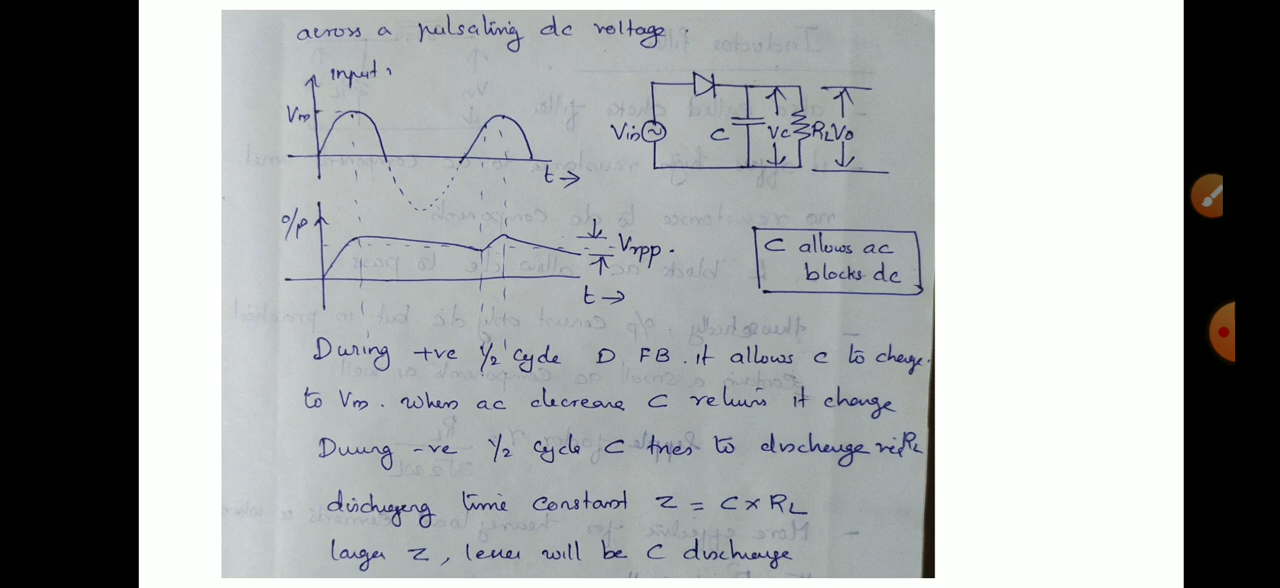 across a pulsating dc voltage.
Input
Vm
t →
Vin
C
Vc
RL
Vo
o/p
Vrpp.
t →
C allows ac
blocks dc
During +ve 1/2 cycle D FB. it allows C to charge
to Vm. when ac decrease C retuns it charge
During -ve 1/2 cycle C tries to discharge via RL
discharging time constant Z = C x RL
larger Z, lesser will be C discharge